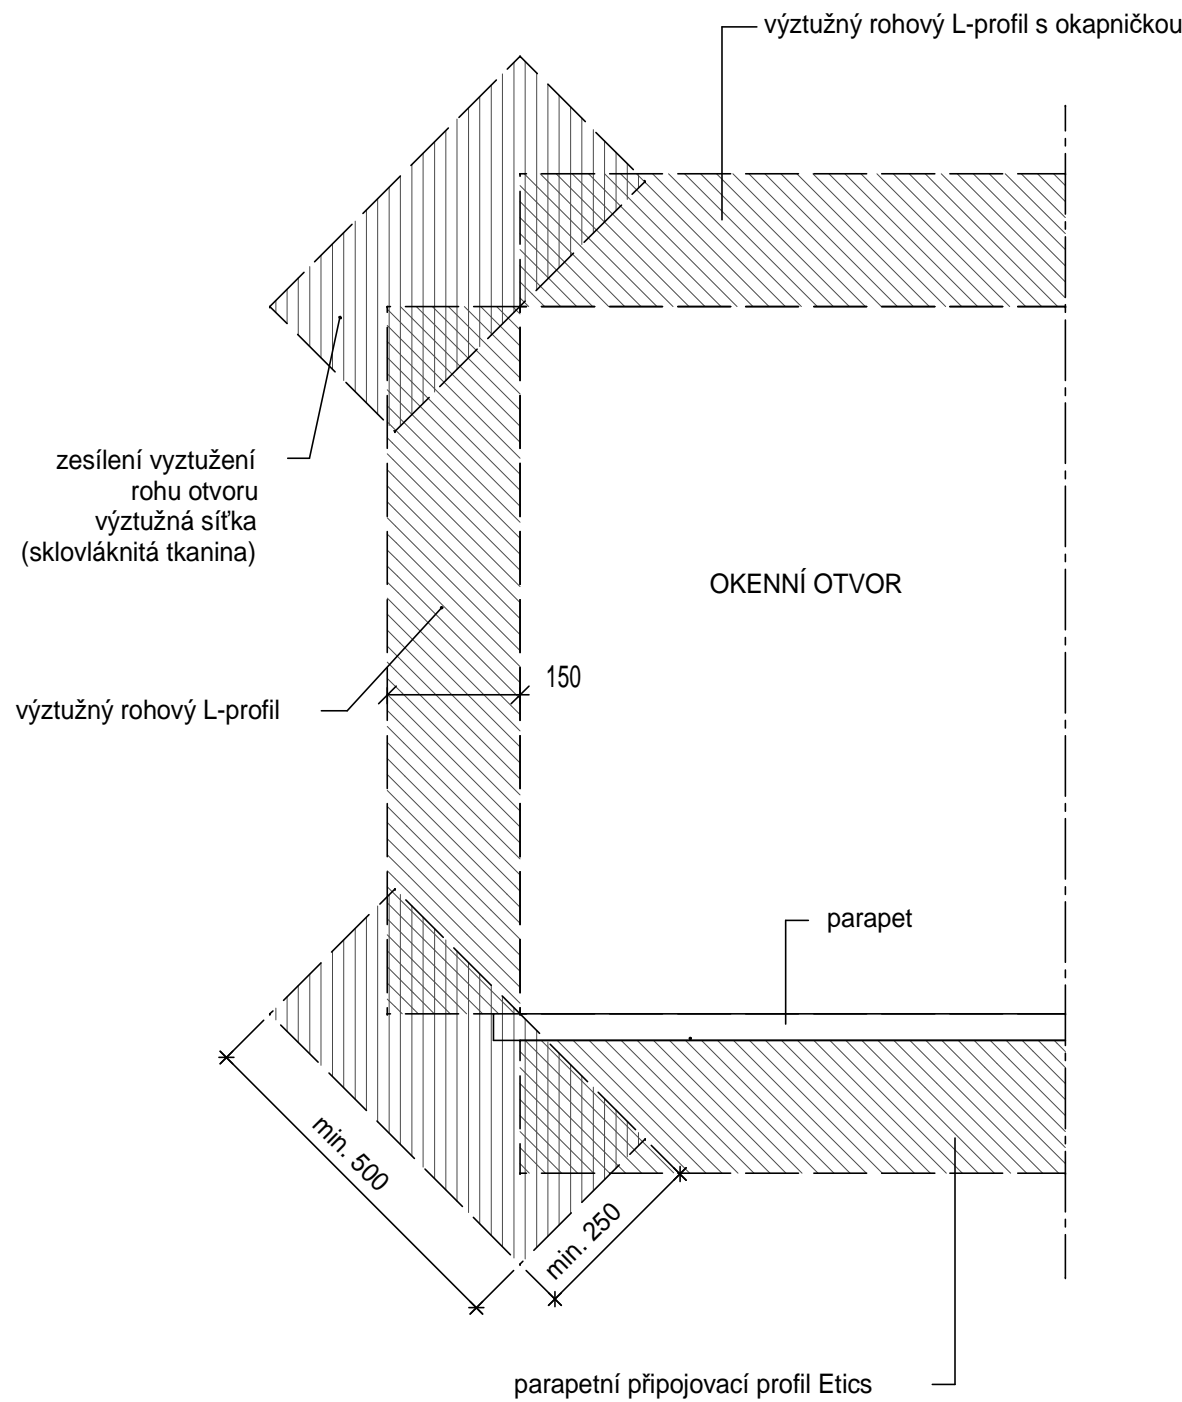 výztužný rohový L-profil s okapničkou
zesílení vyztužení
rohu otvoru
výztužná síťka
(sklovláknitá tkanina)
OKENNÍ OTVOR
150
výztužný rohový L-profil
parapet
min. 500
min. 250
parapetní připojovací profil Etics